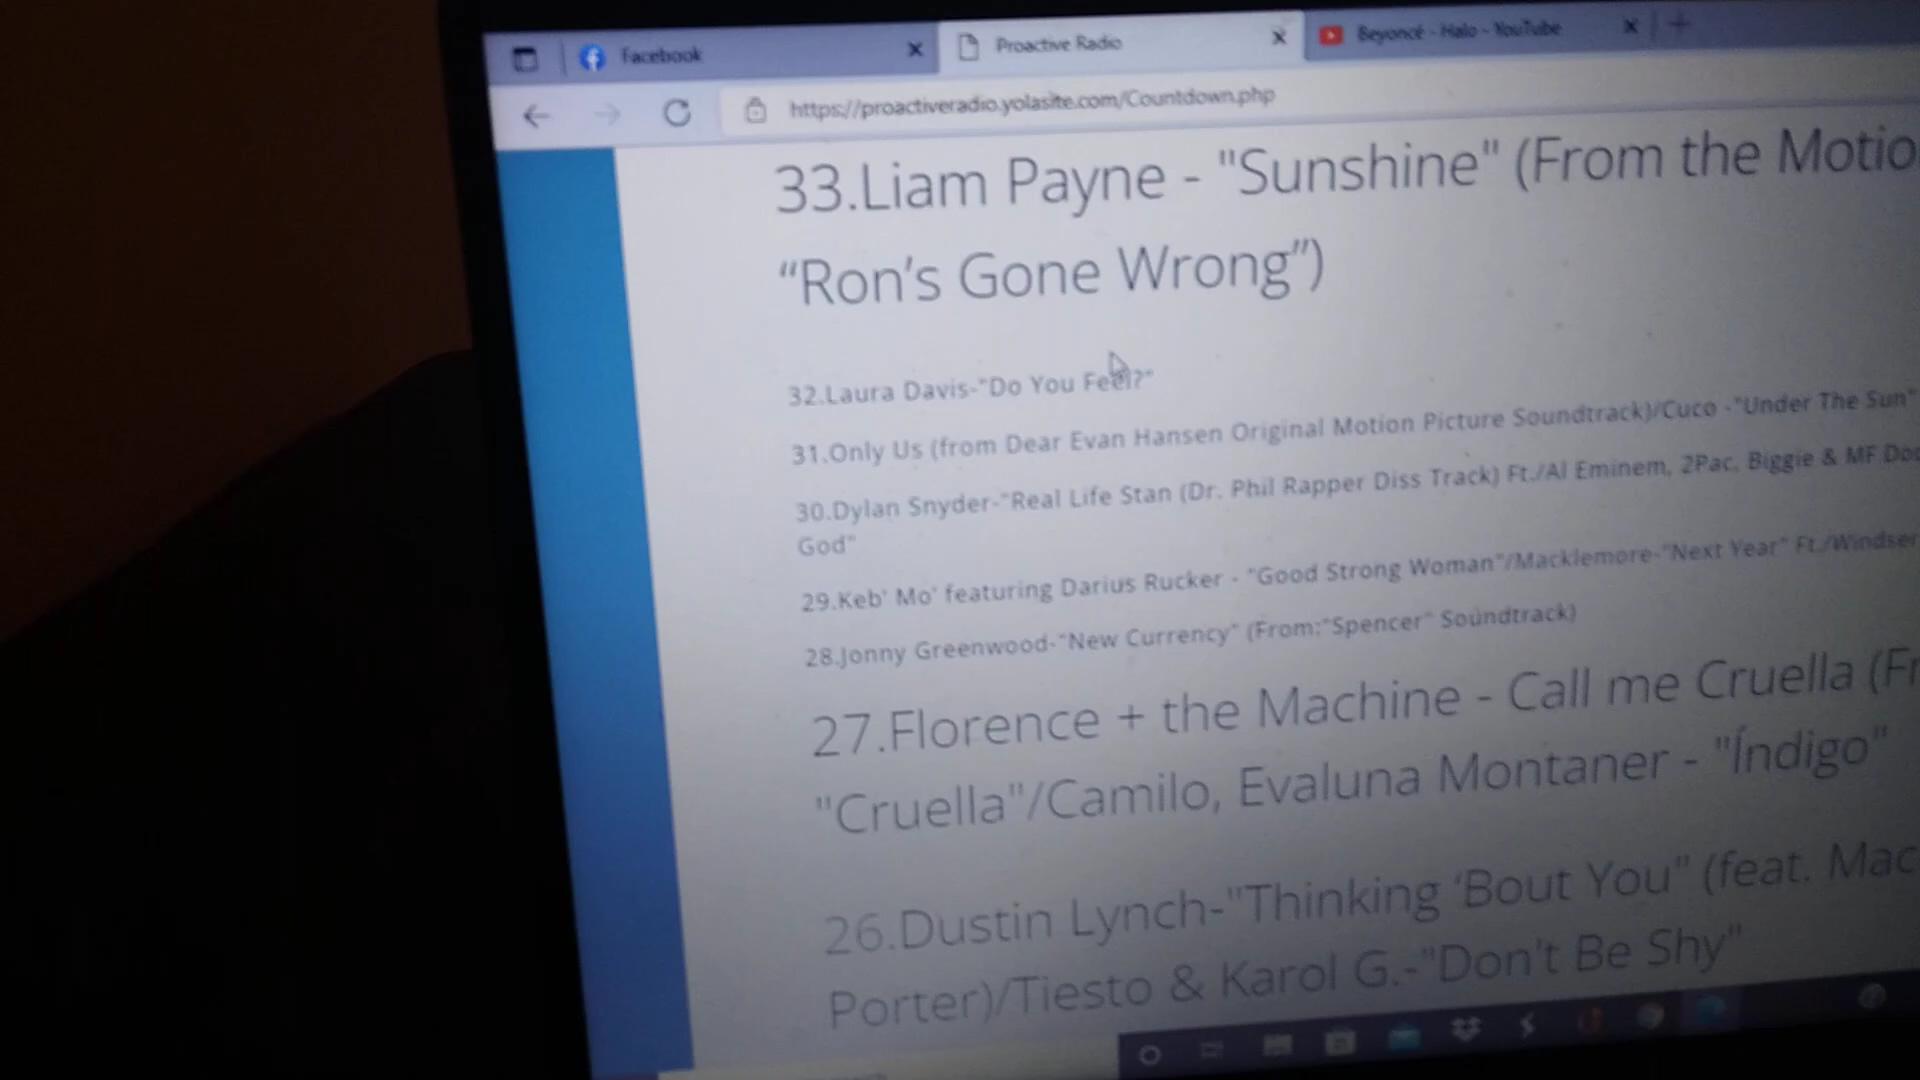 Facebook
Proactive Radio
Beyoncé - Halo - YouTube
https://proactiveradio.yolasite.com/Countdown.php
33.Liam Payne - "Sunshine" (From the Motio
“Ron’s Gone Wrong”)
32.Laura Davis-"Do You Feel?"
31.Only Us (from Dear Evan Hansen Original Motion Picture Soundtrack)/Cuco -"Under The Sun"
30.Dylan Snyder-"Real Life Stan (Dr. Phil Rapper Diss Track) Ft./Al Eminem, 2Pac, Biggie & MF Doo
God"
29.Keb' Mo' featuring Darius Rucker - "Good Strong Woman"/Macklemore-"Next Year" Ft./Windser
28.Jonny Greenwood-"New Currency" (From:"Spencer" Soundtrack)
27.Florence + the Machine - Call me Cruella (Fr
"Cruella"/Camilo, Evaluna Montaner - "Índigo"
26.Dustin Lynch-"Thinking ‘Bout You" (feat. Mac
Porter)/Tiesto & Karol G.-"Don't Be Shy"